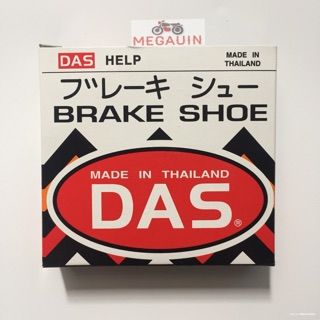 MEGAUIN
DAS HELP
MADE IN
THAILAND
ブレーキ シュー
BRAKE SHOE
MADE IN THAILAND
DAS®